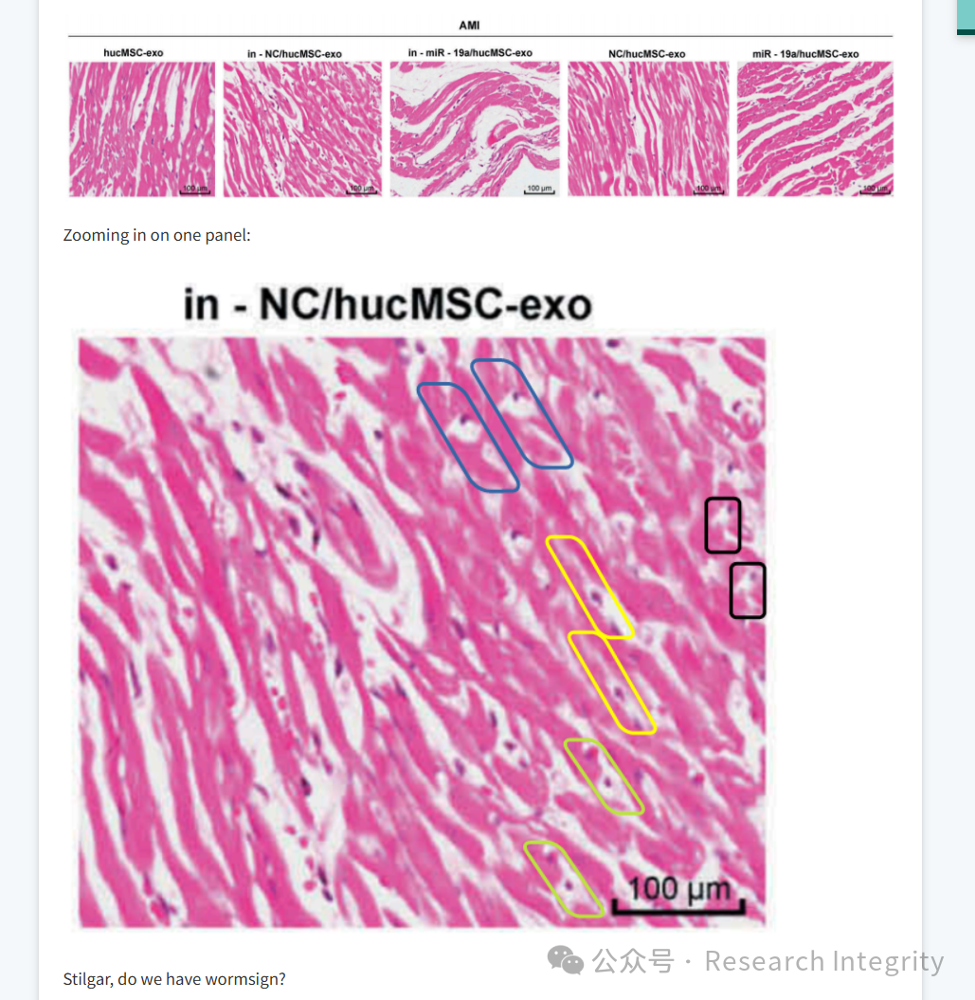 AMI
hucMSC-exo in - NC/hucMSC-exo in - miR - 19a/hucMSC-exo NC/hucMSC-exo miR - 19a/hucMSC-exo
100 µm 100 µm 100 µm 100 µm 100 µm
Zooming in on one panel:
in - NC/hucMSC-exo
100 µm
公众号 · Research Integrity
Stilgar, do we have wormsign?